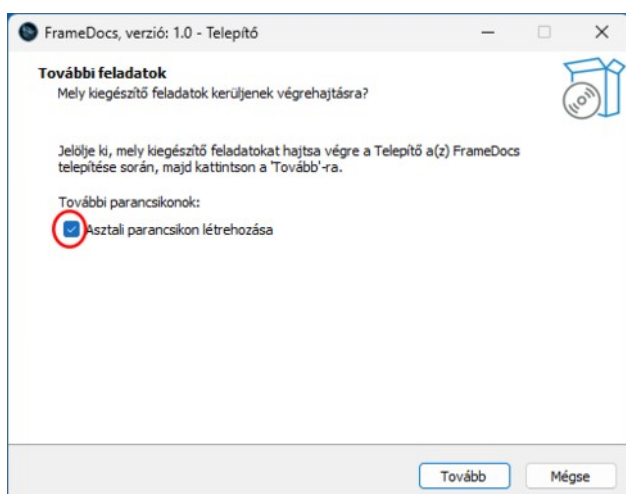 FrameDocs, verzió: 1.0 - Telepítő
További feladatok
Mely kiegészítő feladatok kerüljenek végrehajtásra?
Jelölje ki, mely kiegészítő feladatokat hajtsa végre a Telepítő a(z) FrameDocs
telepítése során, majd kattintson a 'Tovább'-ra.
További parancsikonok:
Asztali parancsikon létrehozása
Tovább
Mégse